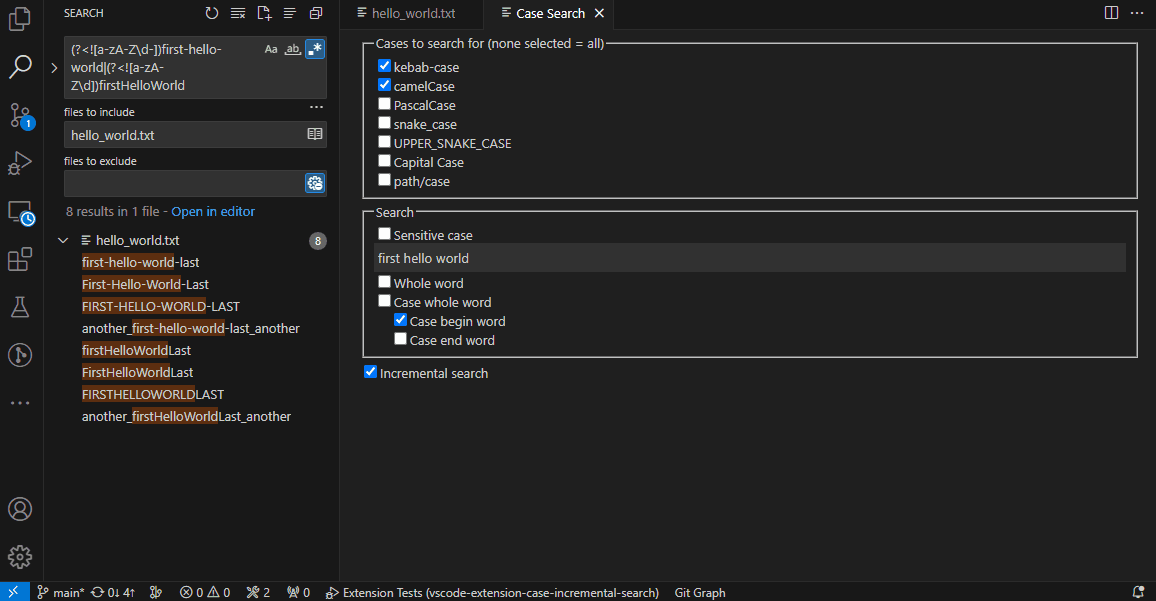 SEARCH
(?<![a-zA-Z\d-])first-hello-
world|(?<![a-zA-
Z\d])firstHelloWorld
Aa ab .*
files to include
hello_world.txt
files to exclude
8 results in 1 file - Open in editor
hello_world.txt 8
first-hello-world-last
First-Hello-World-Last
FIRST-HELLO-WORLD-LAST
another_first-hello-world-last_another
firstHelloWorldLast
FirstHelloWorldLast
FIRSTHELLOWORLDLAST
another_firstHelloWorldLast_another
1
hello_world.txt Case Search
Cases to search for (none selected = all)
kebab-case
camelCase
PascalCase
snake_case
UPPER_SNAKE_CASE
Capital Case
path/case
Search
Sensitive case
first hello world
Whole word
Case whole word
Case begin word
Case end word
Incremental search
main* 0↓ 4↑ 0 0 2 0 Extension Tests (vscode-extension-case-incremental-search) Git Graph